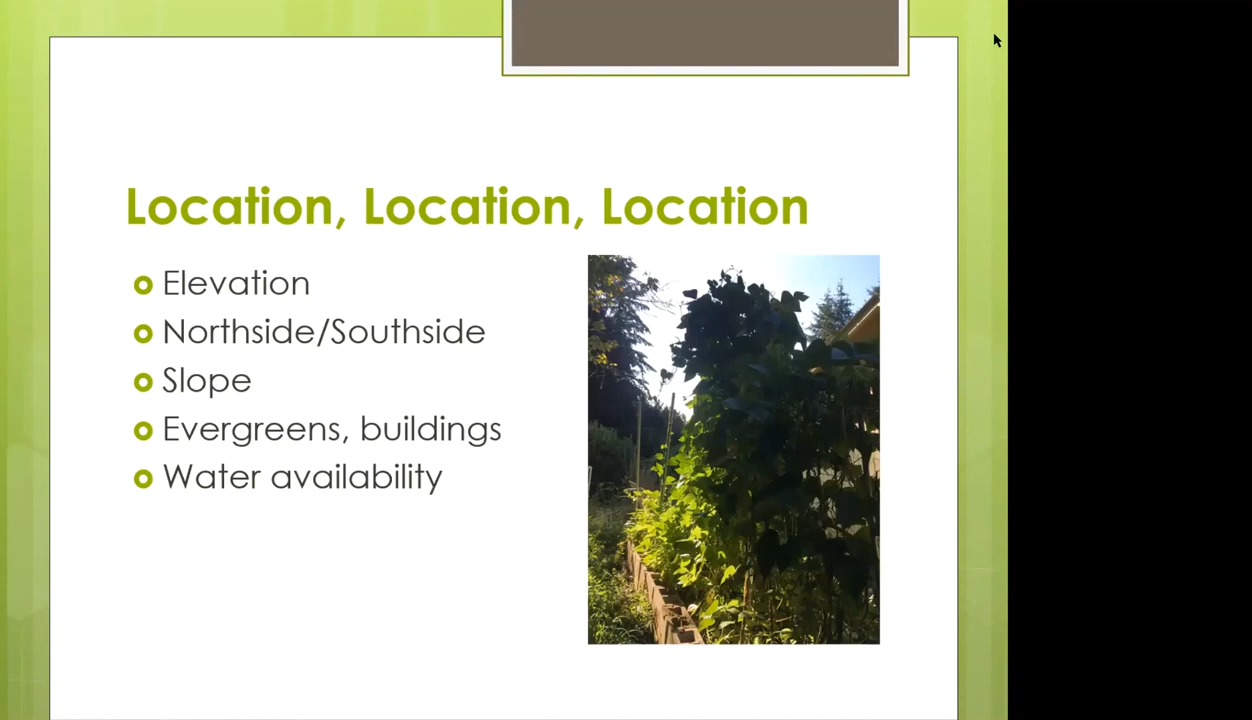 Location, Location, Location
Elevation
Northside/Southside
Slope
Evergreens, buildings
Water availability